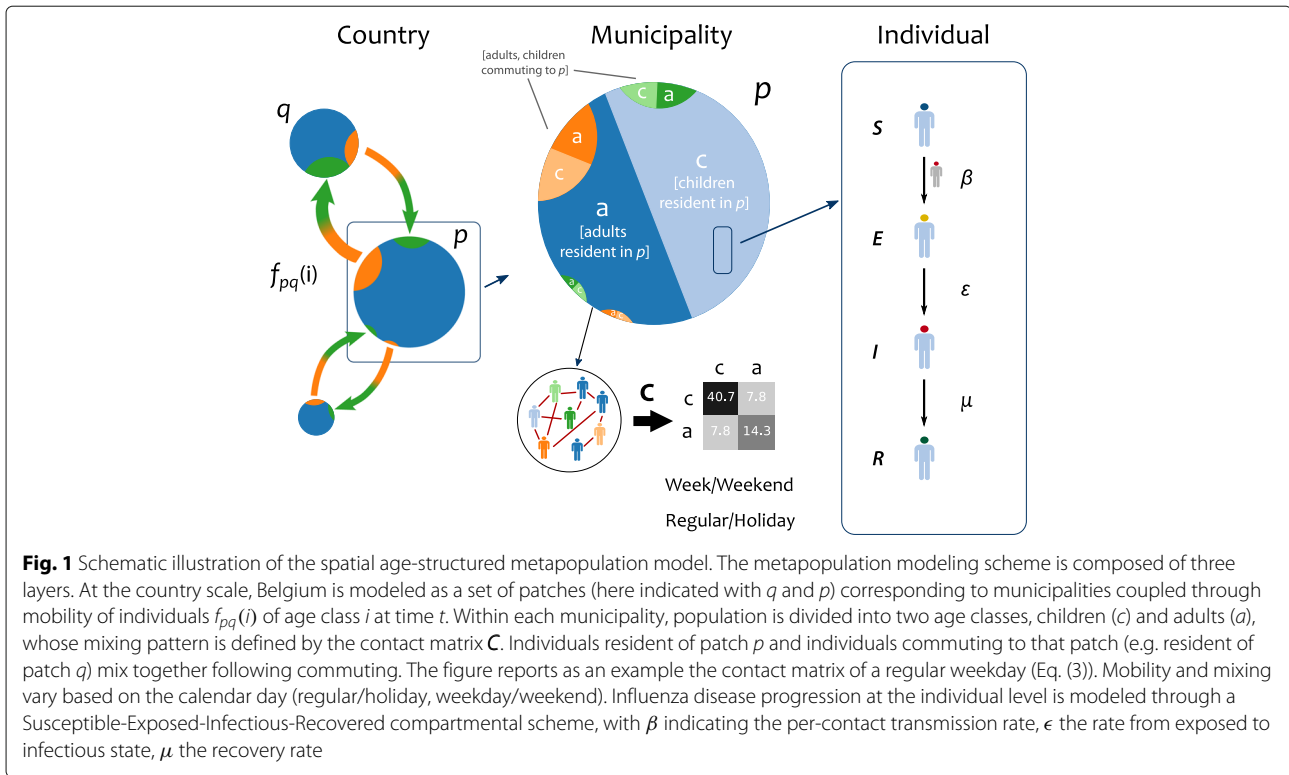 Country
Municipality
Individual
[adults, children
commuting to p]
q
p
f_pq(i)
c
a
p
a
c
C
[children
resident in p]
a
[adults
resident in p]
a
c
a
c
S
β
E
ε
I
μ
R
C
c
a
c
40.7
7.8
a
7.8
14.3
Week/Weekend
Regular/Holiday
Fig. 1 Schematic illustration of the spatial age-structured metapopulation model. The metapopulation modeling scheme is composed of three
layers. At the country scale, Belgium is modeled as a set of patches (here indicated with q and p) corresponding to municipalities coupled through
mobility of individuals f_pq(i) of age class i at time t. Within each municipality, population is divided into two age classes, children (c) and adults (a),
whose mixing pattern is defined by the contact matrix C. Individuals resident of patch p and individuals commuting to that patch (e.g. resident of
patch q) mix together following commuting. The figure reports as an example the contact matrix of a regular weekday (Eq. (3)). Mobility and mixing
vary based on the calendar day (regular/holiday, weekday/weekend). Influenza disease progression at the individual level is modeled through a
Susceptible-Exposed-Infectious-Recovered compartmental scheme, with β indicating the per-contact transmission rate, ϵ the rate from exposed to
infectious state, μ the recovery rate